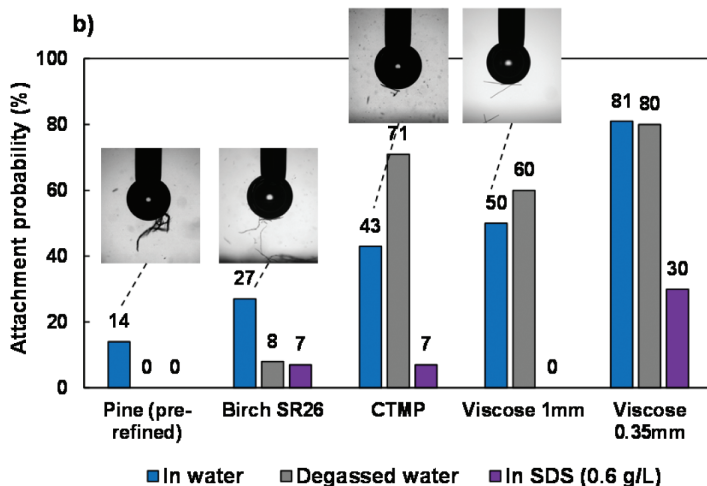 b)
100
80
60
40
20
0
Attachment probability (%)
14
0
0
27
8
7
43
71
7
50
60
0
81
80
30
Pine (pre-
refined)
Birch SR26
CTMP
Viscose 1mm
Viscose
0.35mm
In water
Degassed water
In SDS (0.6 g/L)